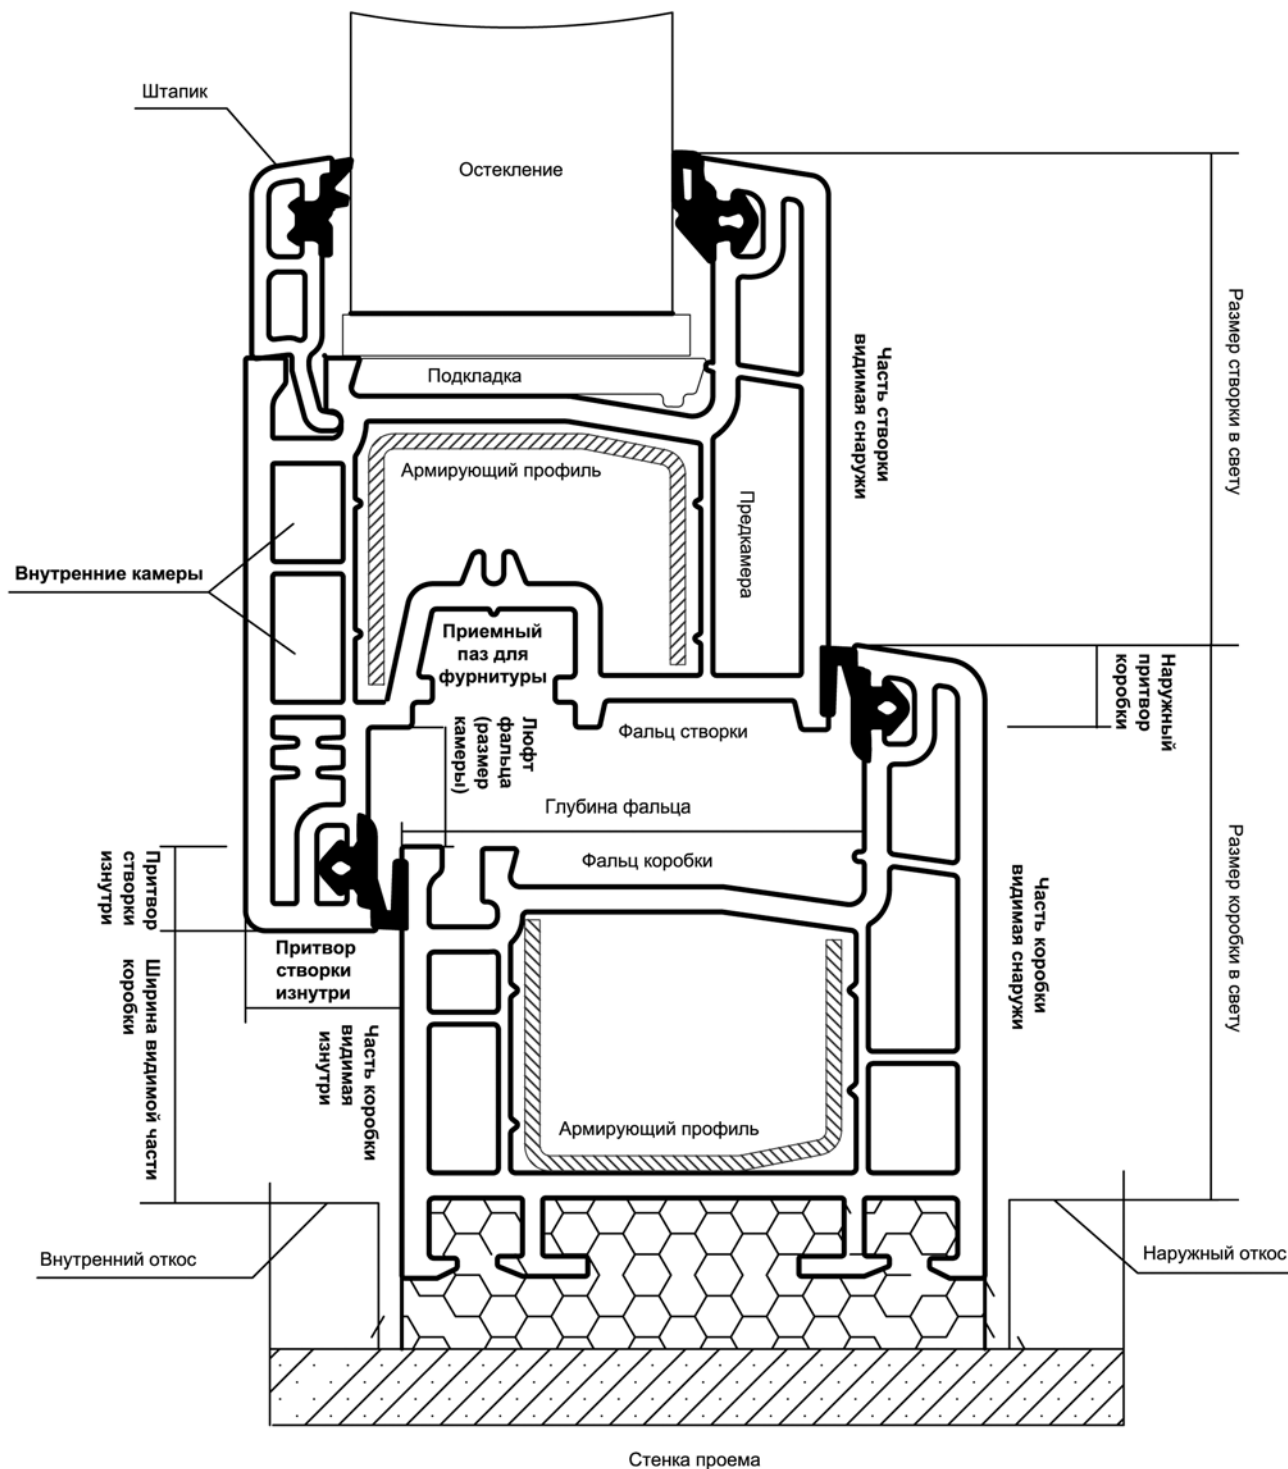 Штапик
Остекление
Подкладка
Армирующий профиль
Предкамера
Часть створки
видимая снаружи
Размер створки в свету
Внутренние камеры
Приемный
паз для
фурнитуры
Наружный
притвор
коробки
Люфт
фальца
(размер
камеры)
Фальц створки
Глубина фальца
Фальц коробки
Притвор
створки
изнутри
Притвор
створки
изнутри
Ширина видимой части
коробки
Часть коробки
видимая
изнутри
Часть коробки
видимая снаружи
Размер коробки в свету
Армирующий профиль
Внутренний откос
Наружный откос
Стенка проема